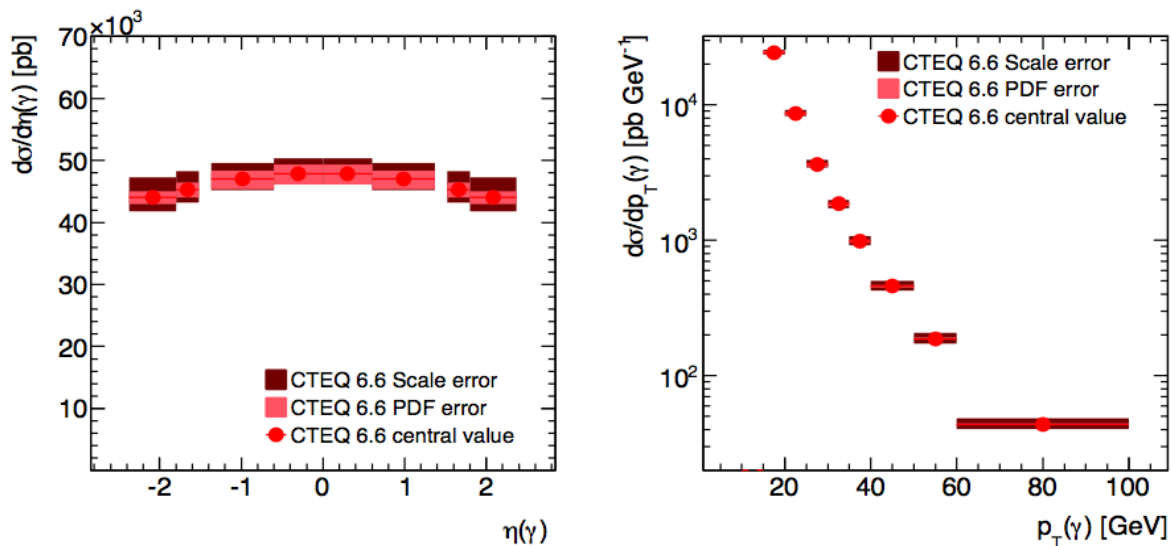 70×10³
60
50
40
30
20
10
dσ/dη(γ) [pb]
CTEQ 6.6 Scale error
CTEQ 6.6 PDF error
CTEQ 6.6 central value
-2 -1 0 1 2
η(γ)
dσ/dp_T(γ) [pb GeV⁻¹]
CTEQ 6.6 Scale error
CTEQ 6.6 PDF error
CTEQ 6.6 central value
10⁴
10³
10²
20 40 60 80 100
p_T(γ) [GeV]